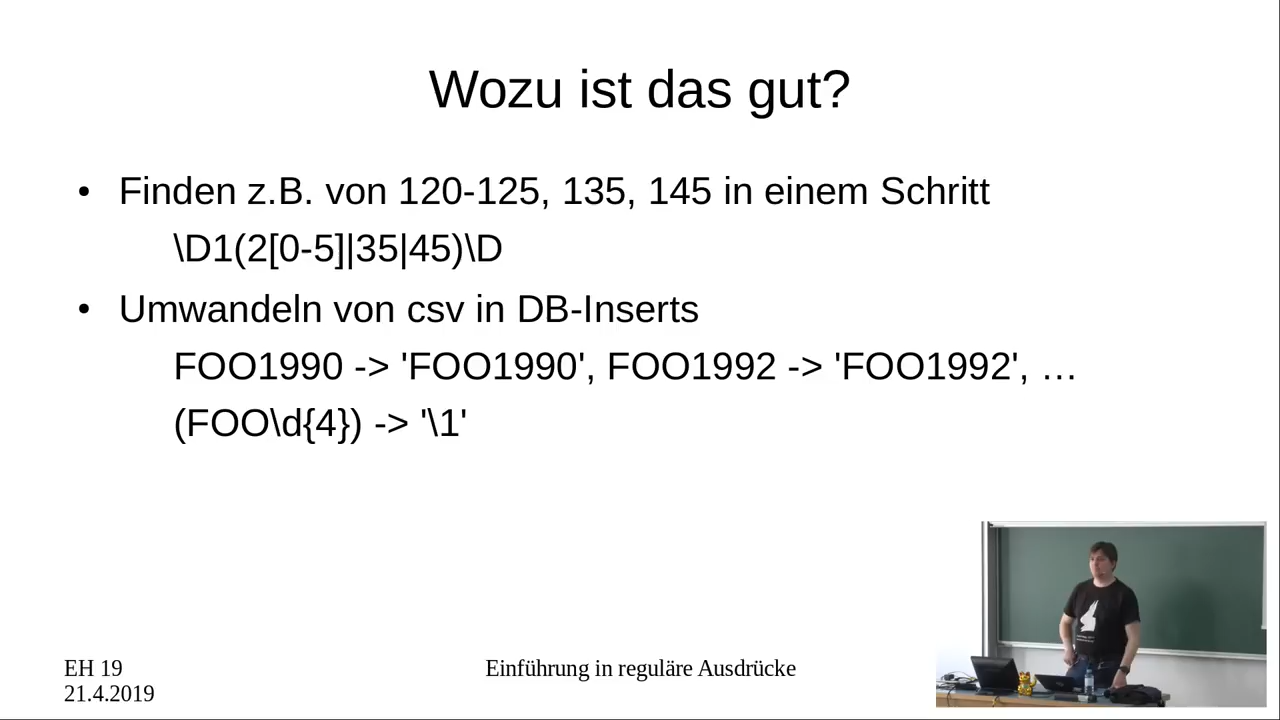 Wozu ist das gut?
• Finden z.B. von 120-125, 135, 145 in einem Schritt
\D1(2[0-5]|35|45)\D
• Umwandeln von csv in DB-Inserts
FOO1990 -> 'FOO1990', FOO1992 -> 'FOO1992', …
(FOO\d{4}) -> '\1'
EH 19
21.4.2019
Einführung in reguläre Ausdrücke